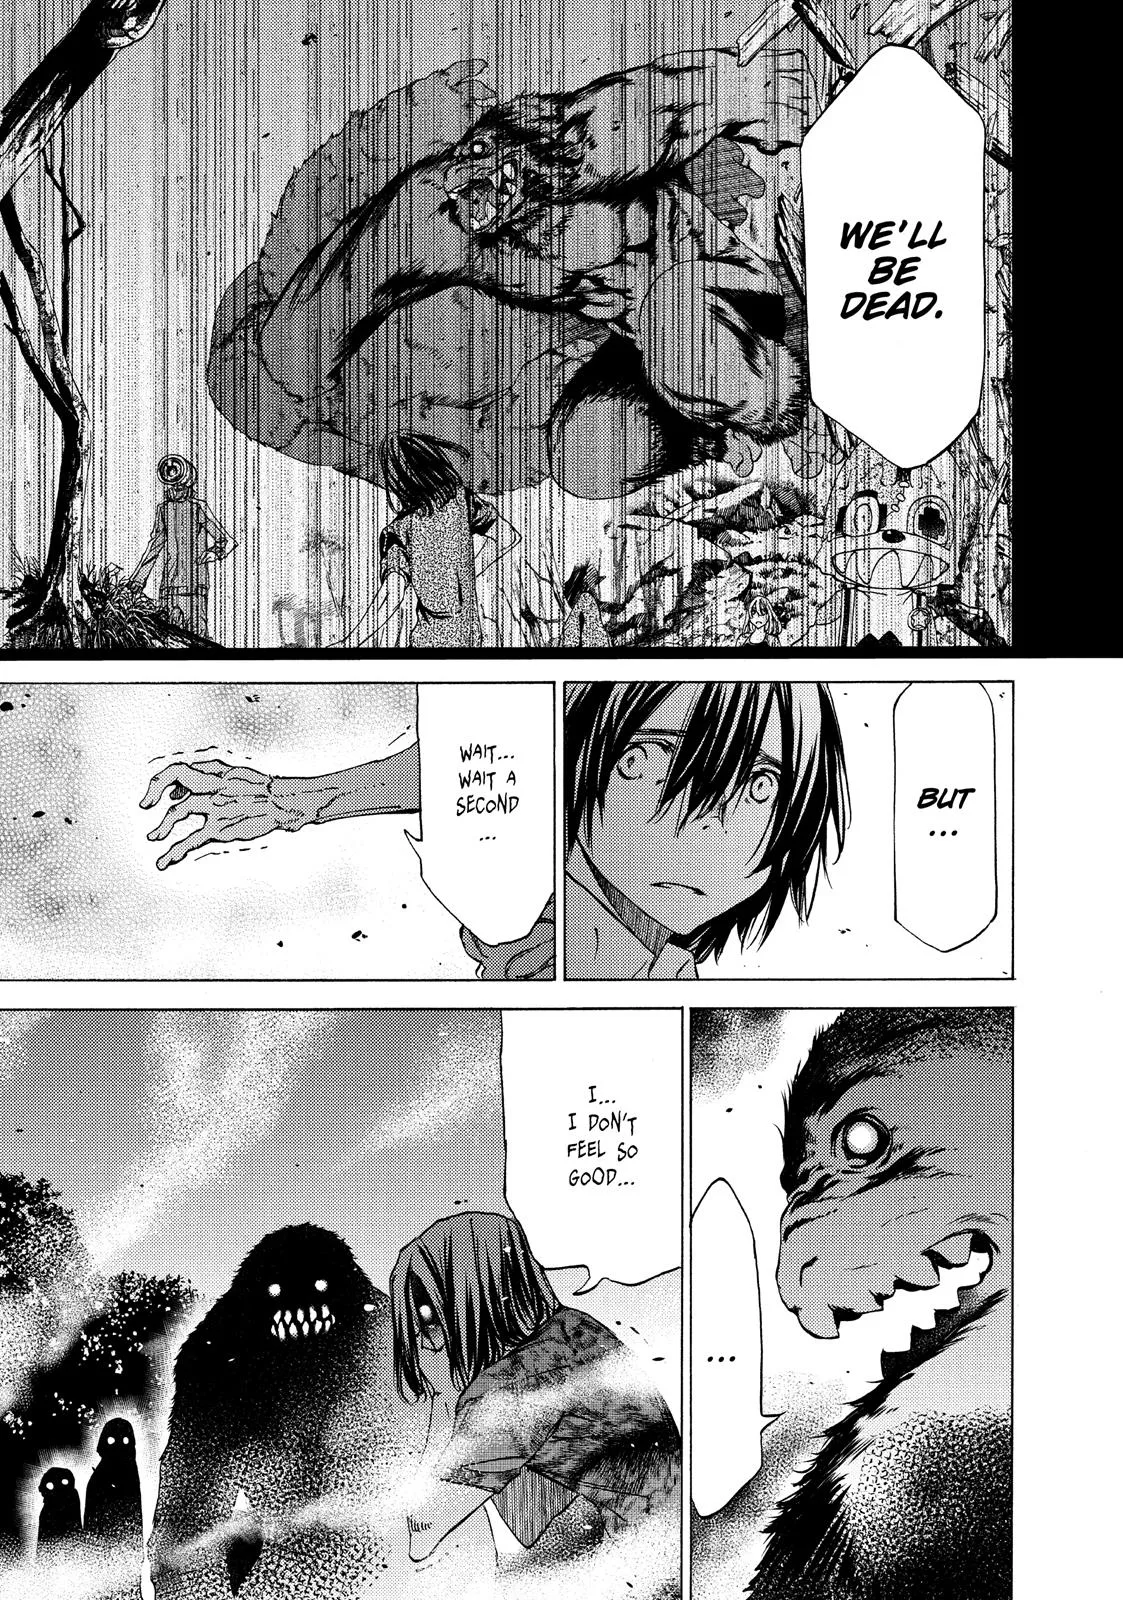 WE'LL
BE
DEAD.
BUT
...
WAIT...
WAIT A
SECOND
...
...
I...
I DON'T
FEEL SO
GOOD...